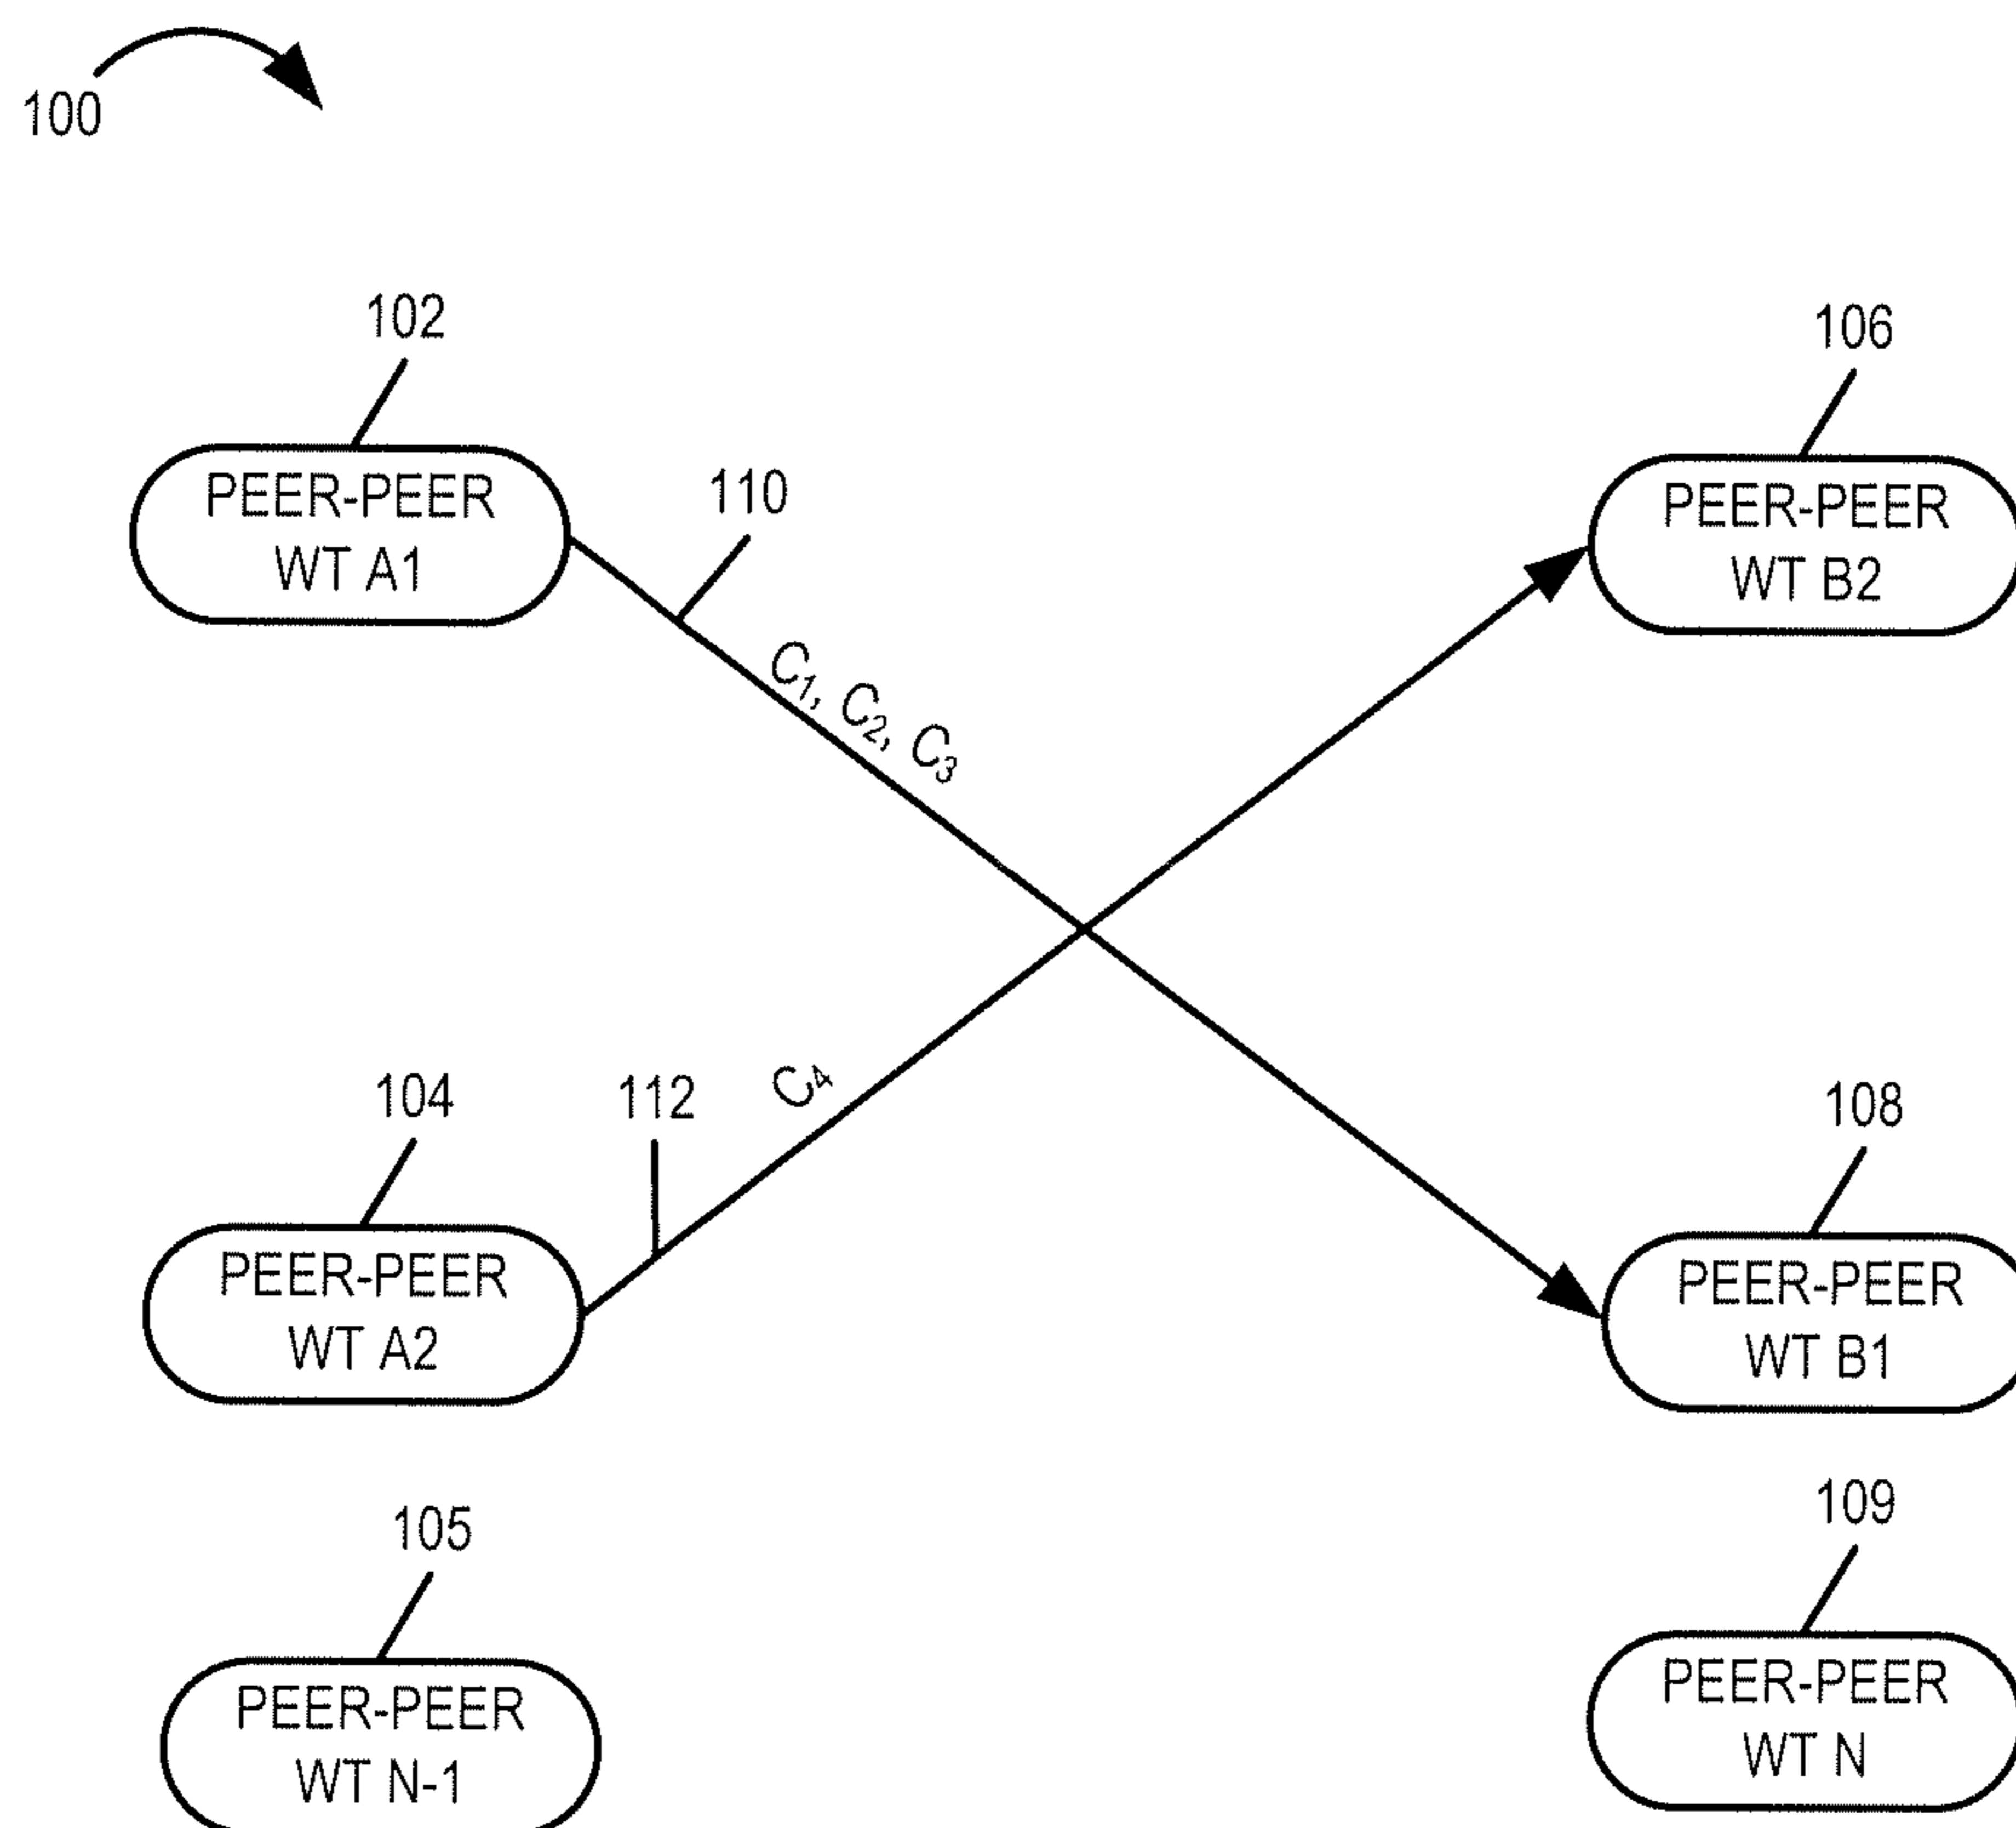 100
102
106
PEER-PEER
WT A1
110
PEER-PEER
WT B2
C1, C2, C3
104
112
C4
108
PEER-PEER
WT A2
PEER-PEER
WT B1
105
109
PEER-PEER
WT N-1
PEER-PEER
WT N